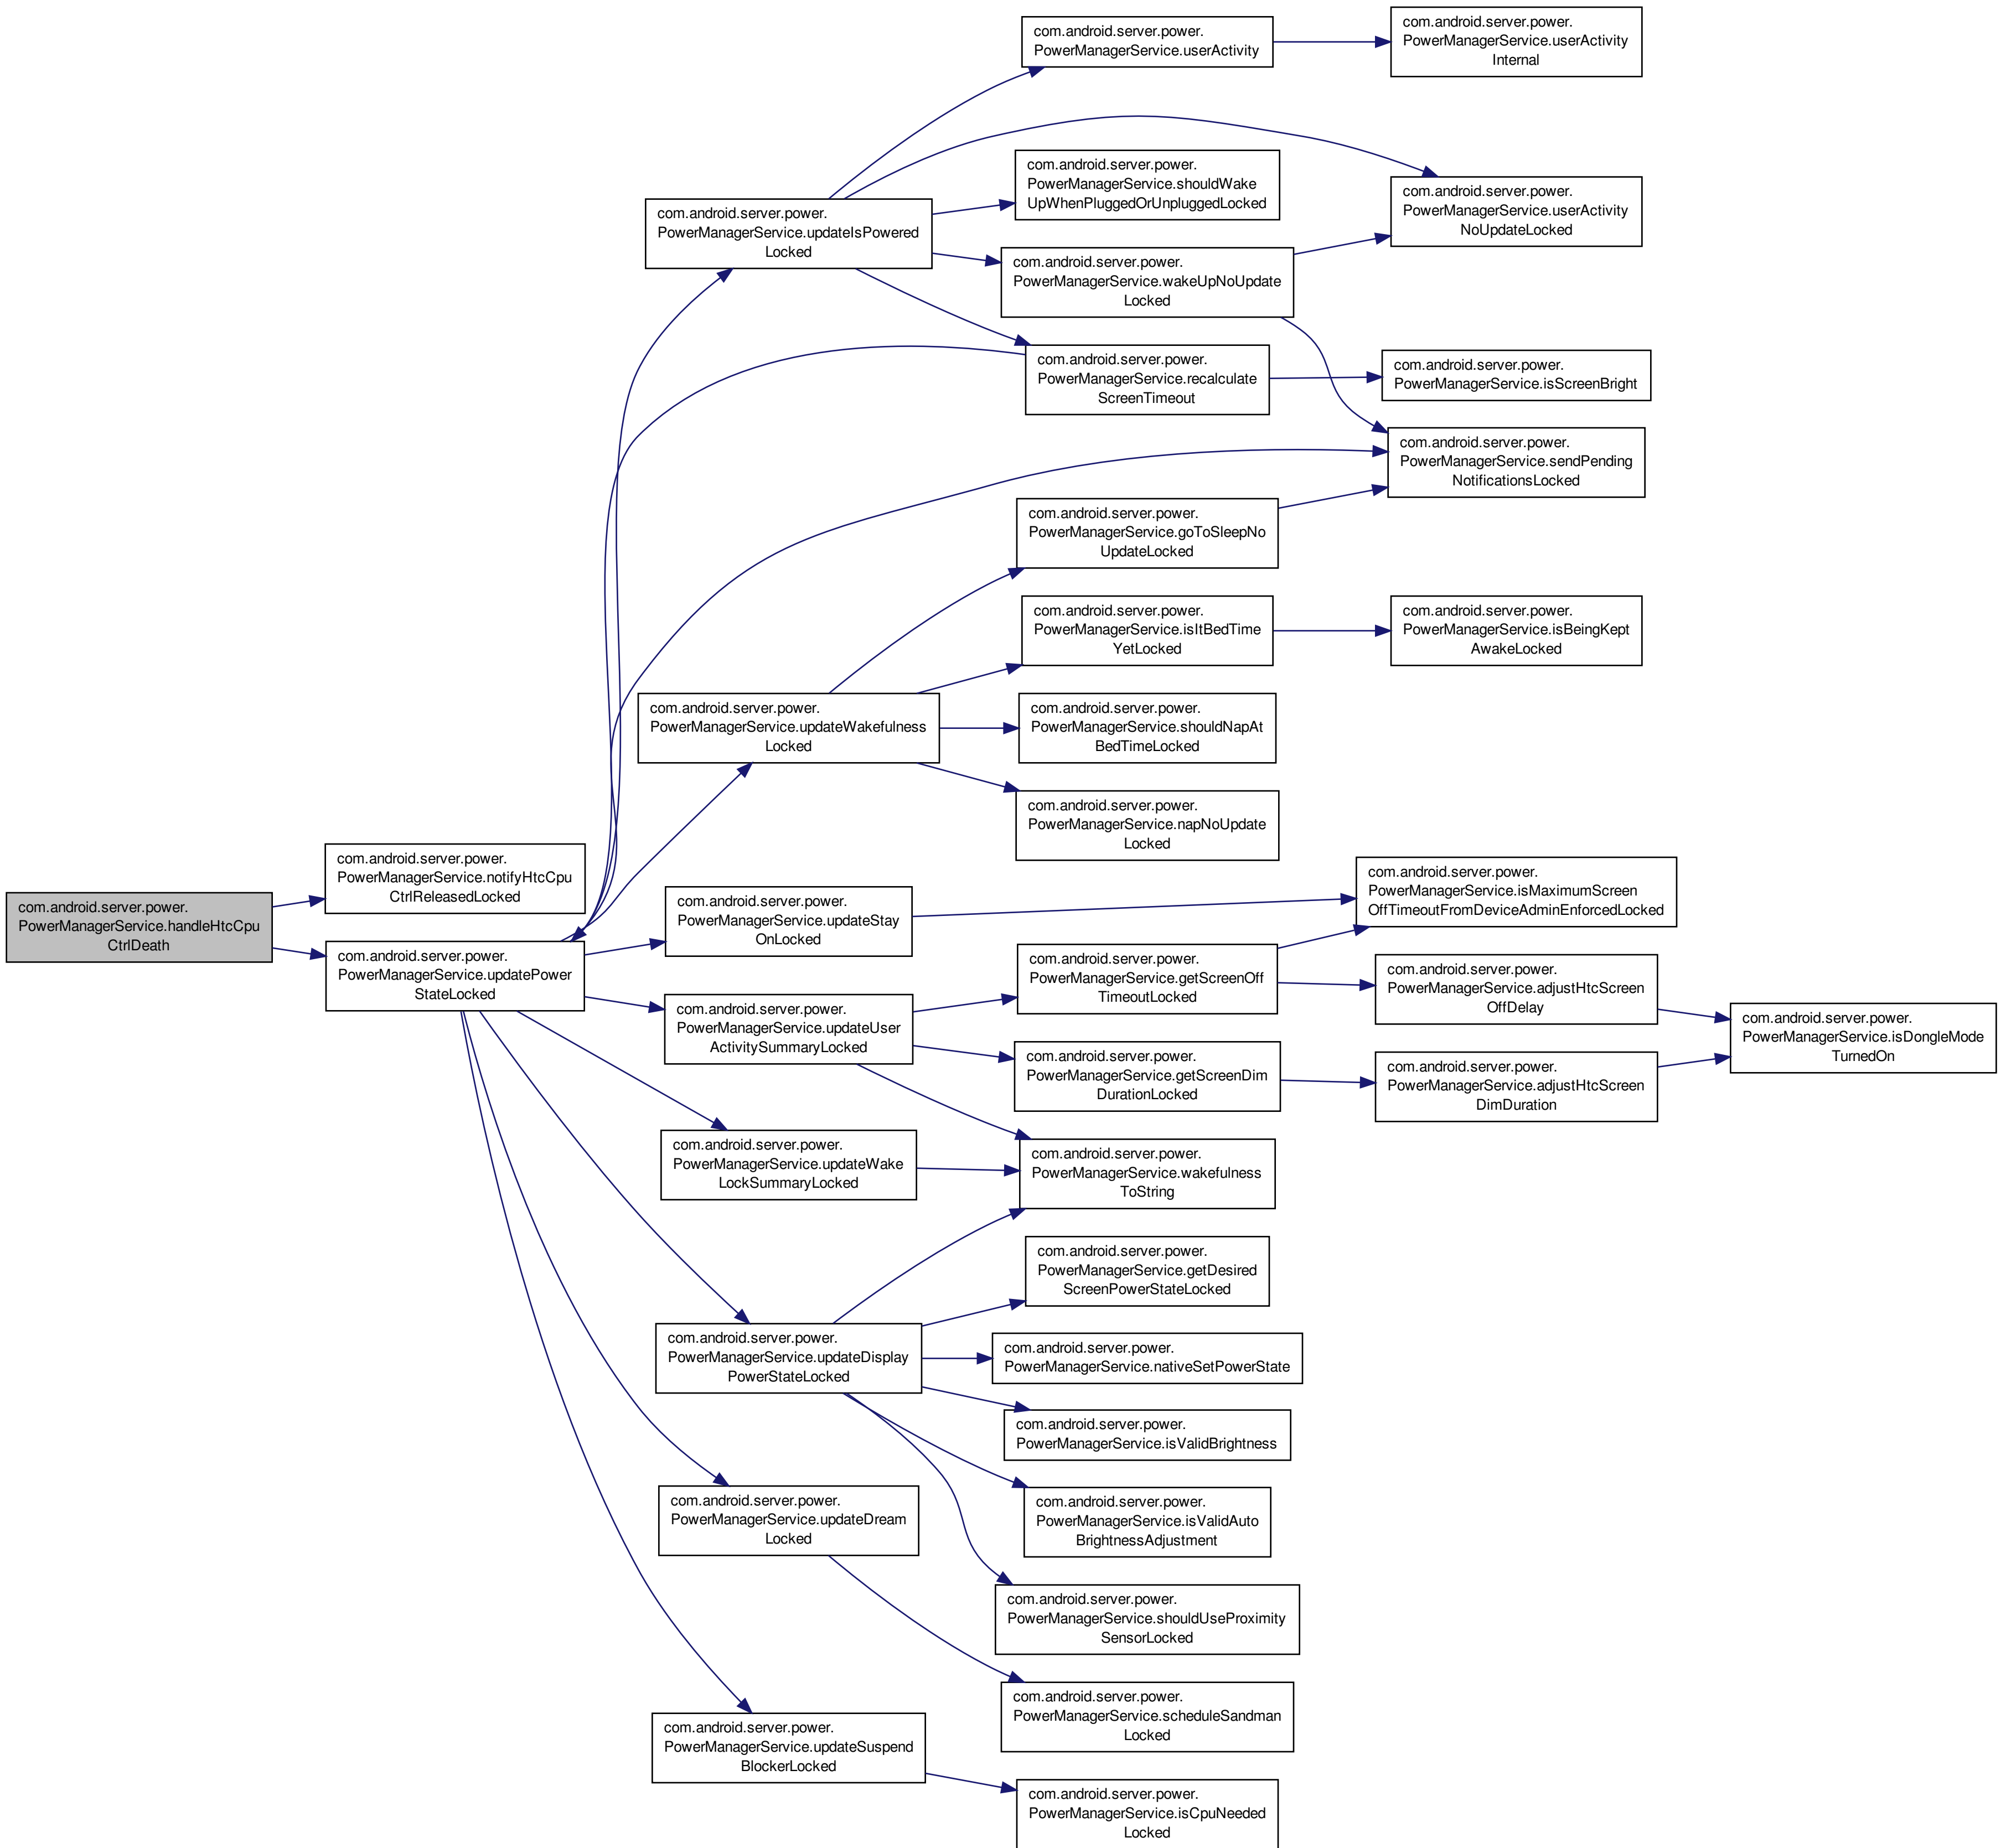 com.android.server.power.
PowerManagerService.handleHtcCpu
CtrlDeath
com.android.server.power.
PowerManagerService.notifyHtcCpu
CtrlReleasedLocked
com.android.server.power.
PowerManagerService.updatePower
StateLocked
com.android.server.power.
PowerManagerService.updateIsPowered
Locked
com.android.server.power.
PowerManagerService.updateWakefulness
Locked
com.android.server.power.
PowerManagerService.updateStay
OnLocked
com.android.server.power.
PowerManagerService.updateUser
ActivitySummaryLocked
com.android.server.power.
PowerManagerService.updateWake
LockSummaryLocked
com.android.server.power.
PowerManagerService.updateDisplay
PowerStateLocked
com.android.server.power.
PowerManagerService.updateDream
Locked
com.android.server.power.
PowerManagerService.updateSuspend
BlockerLocked
com.android.server.power.
PowerManagerService.userActivity
com.android.server.power.
PowerManagerService.shouldWake
UpWhenPluggedOrUnpluggedLocked
com.android.server.power.
PowerManagerService.wakeUpNoUpdate
Locked
com.android.server.power.
PowerManagerService.recalculate
ScreenTimeout
com.android.server.power.
PowerManagerService.goToSleepNo
UpdateLocked
com.android.server.power.
PowerManagerService.isItBedTime
YetLocked
com.android.server.power.
PowerManagerService.shouldNapAt
BedTimeLocked
com.android.server.power.
PowerManagerService.napNoUpdate
Locked
com.android.server.power.
PowerManagerService.getScreenOff
TimeoutLocked
com.android.server.power.
PowerManagerService.getScreenDim
DurationLocked
com.android.server.power.
PowerManagerService.wakefulness
ToString
com.android.server.power.
PowerManagerService.getDesired
ScreenPowerStateLocked
com.android.server.power.
PowerManagerService.nativeSetPowerState
com.android.server.power.
PowerManagerService.isValidBrightness
com.android.server.power.
PowerManagerService.isValidAuto
BrightnessAdjustment
com.android.server.power.
PowerManagerService.shouldUseProximity
SensorLocked
com.android.server.power.
PowerManagerService.scheduleSandman
Locked
com.android.server.power.
PowerManagerService.isCpuNeeded
Locked
com.android.server.power.
PowerManagerService.userActivity
Internal
com.android.server.power.
PowerManagerService.userActivity
NoUpdateLocked
com.android.server.power.
PowerManagerService.isScreenBright
com.android.server.power.
PowerManagerService.sendPending
NotificationsLocked
com.android.server.power.
PowerManagerService.isBeingKept
AwakeLocked
com.android.server.power.
PowerManagerService.isMaximumScreen
OffTimeoutFromDeviceAdminEnforcedLocked
com.android.server.power.
PowerManagerService.adjustHtcScreen
OffDelay
com.android.server.power.
PowerManagerService.adjustHtcScreen
DimDuration
com.android.server.power.
PowerManagerService.isDongleMode
TurnedOn